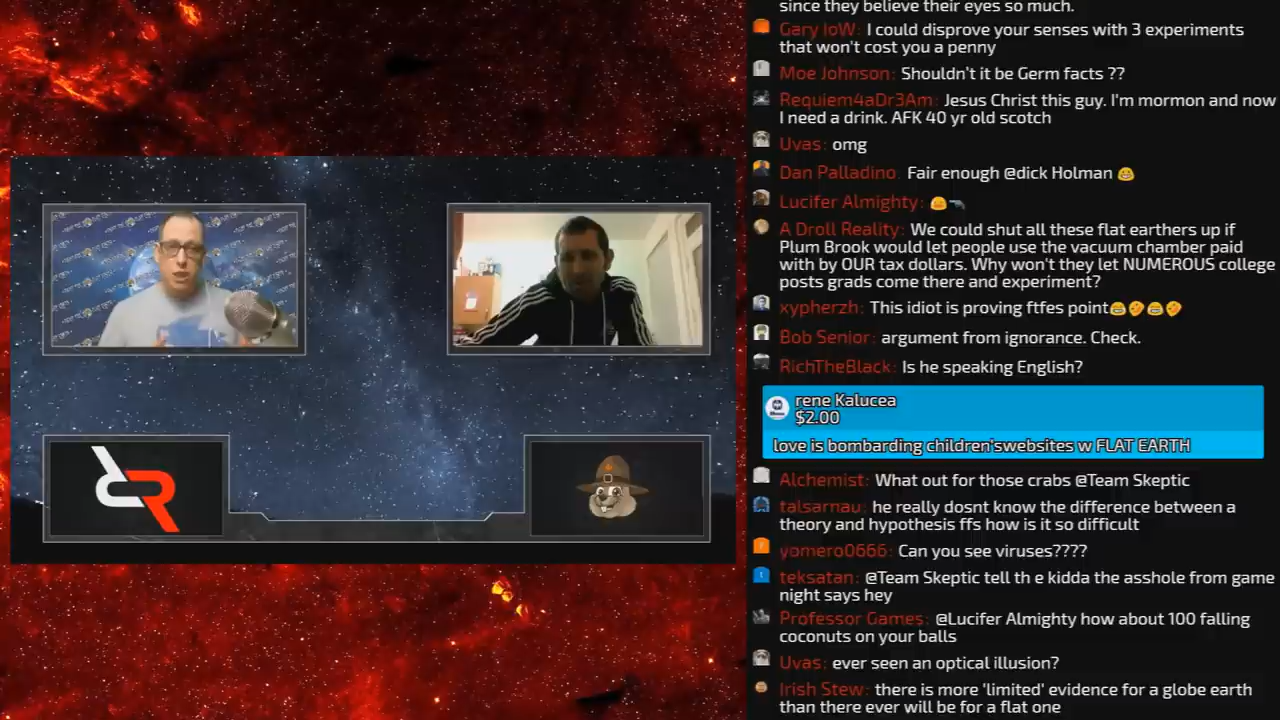 since they believe their eyes so much.
Gary IoW: I could disprove your senses with 3 experiments
that won't cost you a penny
Moe Johnson: Shouldn't it be Germ facts ??
Requiem4aDr3Am: Jesus Christ this guy. I'm mormon and now
I need a drink. AFK 40 yr old scotch
Uvas: omg
Dan Palladino: Fair enough @dick Holman 😄
Lucifer Almighty: 😊🔫
A Droll Reality: We could shut all these flat earthers up if
Plum Brook would let people use the vacuum chamber paid
with by OUR tax dollars. Why won't they let NUMEROUS college
posts grads come there and experiment?
xypherzh: This idiot is proving ftfes point
Bob Senior: argument from ignorance. Check.
RichTheBlack: Is he speaking English?
rene Kalucea
$2.00
love is bombarding children'swebsites w FLAT EARTH
Alchemist: What out for those crabs @Team Skeptic
talsarnau: he really dosnt know the difference between a
theory and hypothesis ffs how is it so difficult
yomero0666: Can you see viruses????
teksatan: @Team Skeptic tell th e kidda the asshole from game
night says hey
Professor Games: @Lucifer Almighty how about 100 falling
coconuts on your balls
Uvas: ever seen an optical illusion?
Irish Stew: there is more 'limited' evidence for a globe earth
than there ever will be for a flat one